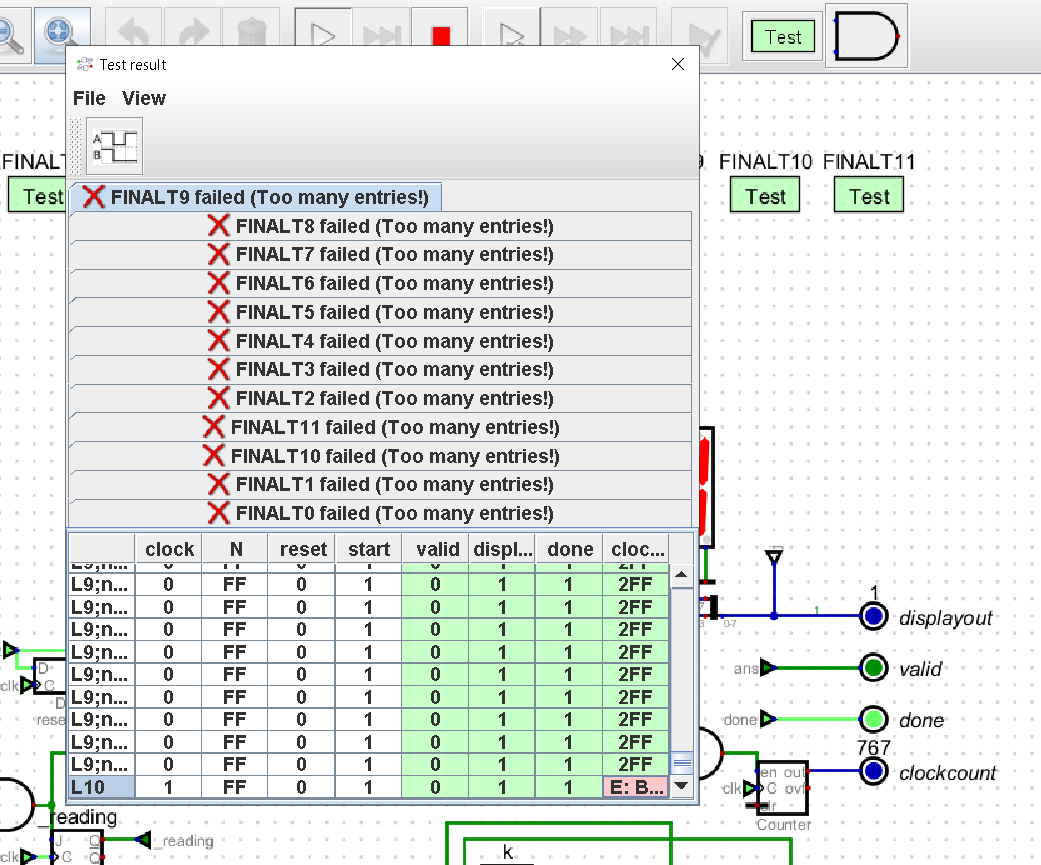 Test
Test result
File View
A
B
FINALT
FINALT10 FINALT11
Test
Test
Test
FINALT9 failed (Too many entries!)
FINALT8 failed (Too many entries!)
FINALT7 failed (Too many entries!)
FINALT6 failed (Too many entries!)
FINALT5 failed (Too many entries!)
FINALT4 failed (Too many entries!)
FINALT3 failed (Too many entries!)
FINALT2 failed (Too many entries!)
FINALT11 failed (Too many entries!)
FINALT10 failed (Too many entries!)
FINALT1 failed (Too many entries!)
FINALT0 failed (Too many entries!)
clock N reset start valid displ... done cloc...
L9;n... 0 FF 0 1 0 1 1 2FF
L9;n... 0 FF 0 1 0 1 1 2FF
L9;n... 0 FF 0 1 0 1 1 2FF
L9;n... 0 FF 0 1 0 1 1 2FF
L9;n... 0 FF 0 1 0 1 1 2FF
L9;n... 0 FF 0 1 0 1 1 2FF
L9;n... 0 FF 0 1 0 1 1 2FF
L9;n... 0 FF 0 1 0 1 1 2FF
L9;n... 0 FF 0 1 0 1 1 2FF
L9;n... 0 FF 0 1 0 1 1 2FF
L10 1 FF 0 1 0 1 1 E: B...
1
1
0-7
displayout
ans
valid
done
done
767
clockcount
en out
clk C ovf
clr
Counter
D
clk C
D
rese
_reading
J Q
clk C Q
_reading
k